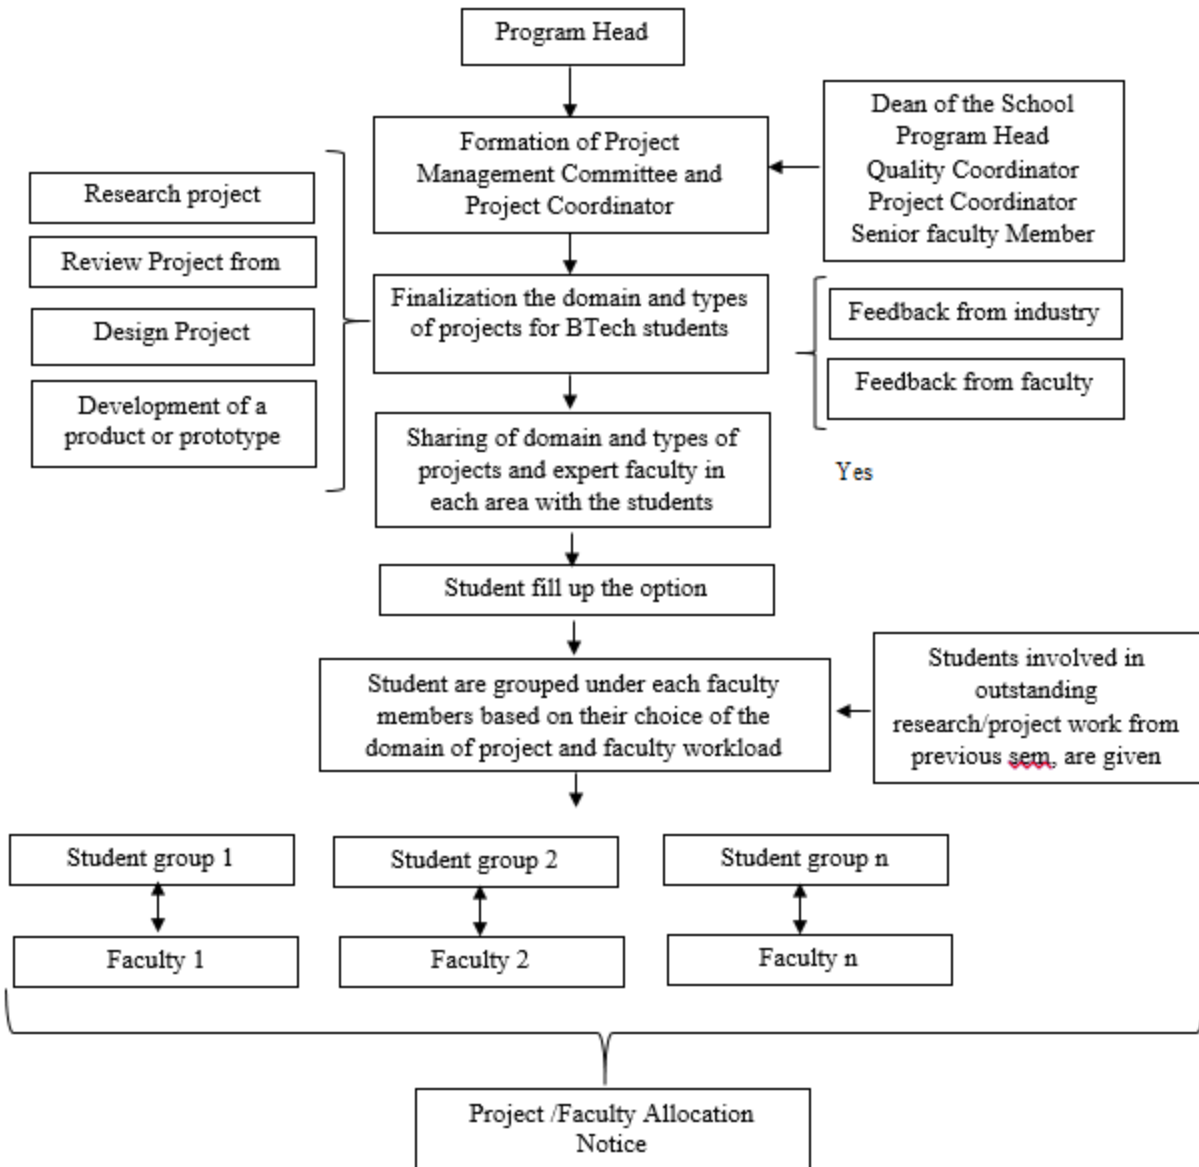 Program Head
Formation of Project
Management Committee and
Project Coordinator
Dean of the School
Program Head
Quality Coordinator
Project Coordinator
Senior faculty Member
Research project
Review Project from
Design Project
Development of a
product or prototype
Finalization the domain and types
of projects for BTech students
Feedback from industry
Feedback from faculty
Sharing of domain and types of
projects and expert faculty in
each area with the students
Yes
Student fill up the option
Student are grouped under each faculty
members based on their choice of the
domain of project and faculty workload
Students involved in
outstanding
research/project work from
previous sem, are given
Student group 1
Student group 2
Student group n
Faculty 1
Faculty 2
Faculty n
Project /Faculty Allocation
Notice